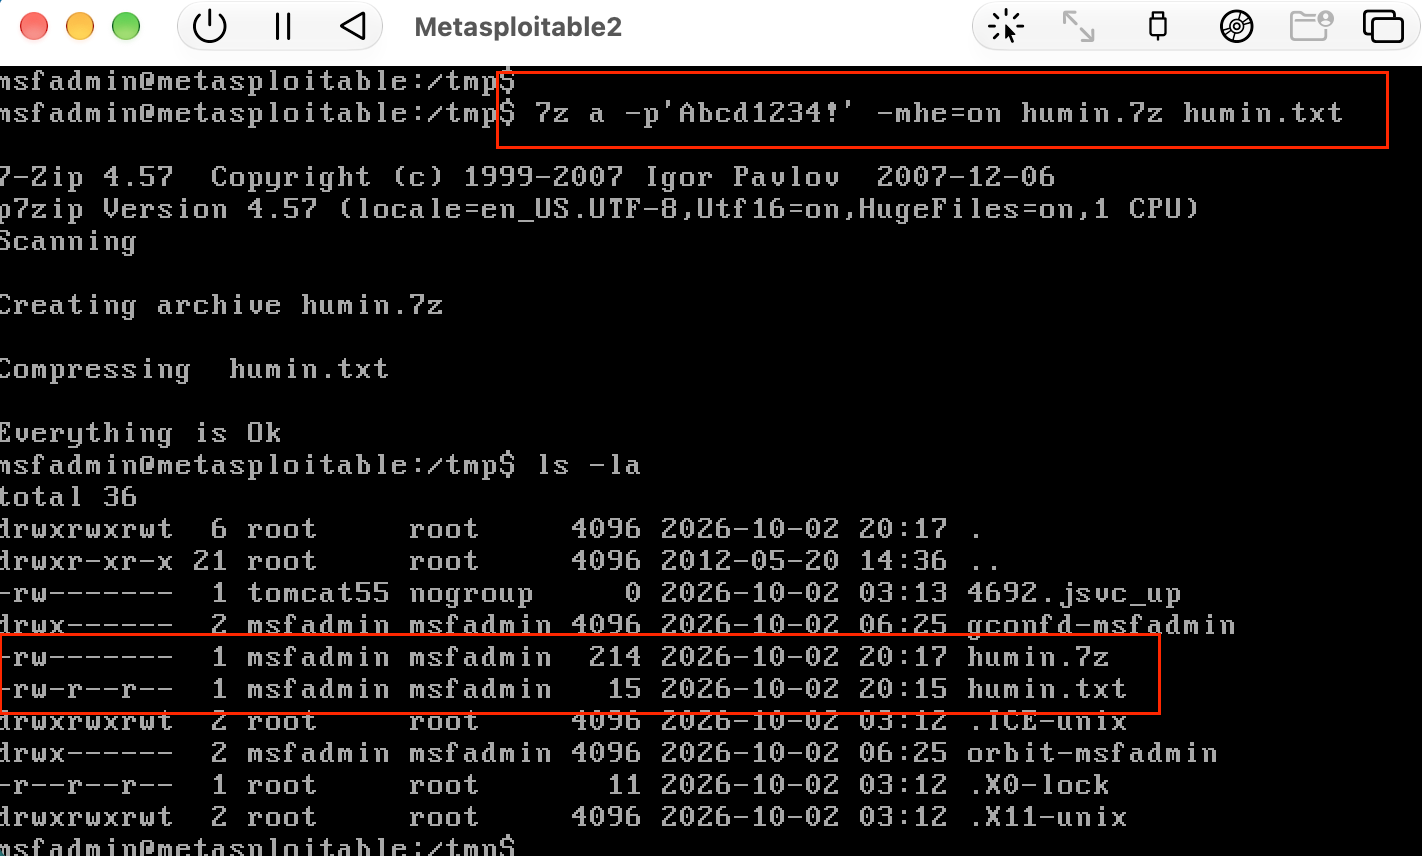 Metasploitable2
msfadmin@metasploitable:/tmp$
msfadmin@metasploitable:/tmp$ 7z a -p'Abcd1234!' -mhe=on humin.7z humin.txt
7-Zip 4.57  Copyright (c) 1999-2007 Igor Pavlov  2007-12-06
p7zip Version 4.57 (locale=en_US.UTF-8,Utf16=on,HugeFiles=on,1 CPU)
Scanning
Creating archive humin.7z
Compressing  humin.txt
Everything is Ok
msfadmin@metasploitable:/tmp$ ls -la
total 36
drwxrwxrwt  6 root     root     4096 2026-10-02 20:17 .
drwxr-xr-x 21 root     root     4096 2012-05-20 14:36 ..
-rw-------  1 tomcat55 nogroup     0 2026-10-02 03:13 4692.jsvc_up
drwx------  2 msfadmin msfadmin 4096 2026-10-02 06:25 gconfd-msfadmin
-rw-------  1 msfadmin msfadmin  214 2026-10-02 20:17 humin.7z
-rw-r--r--  1 msfadmin msfadmin   15 2026-10-02 20:15 humin.txt
drwxrwxrwt  2 root     root     4096 2026-10-02 03:12 .ICE-unix
drwx------  2 msfadmin msfadmin 4096 2026-10-02 06:25 orbit-msfadmin
-r--r--r--  1 root     root       11 2026-10-02 03:12 .X0-lock
drwxrwxrwt  2 root     root     4096 2026-10-02 03:12 .X11-unix
msfadmin@metasploitable:/tmp$